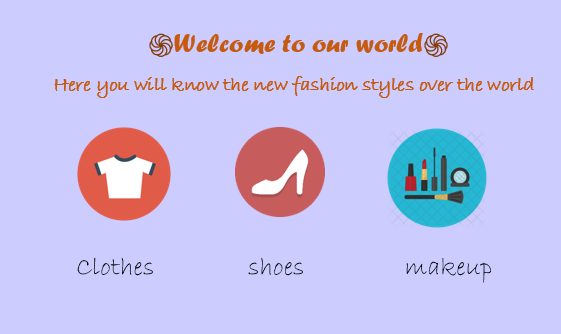 Welcome to our world
Here you will know the new fashion styles over the world
Clothes shoes makeup